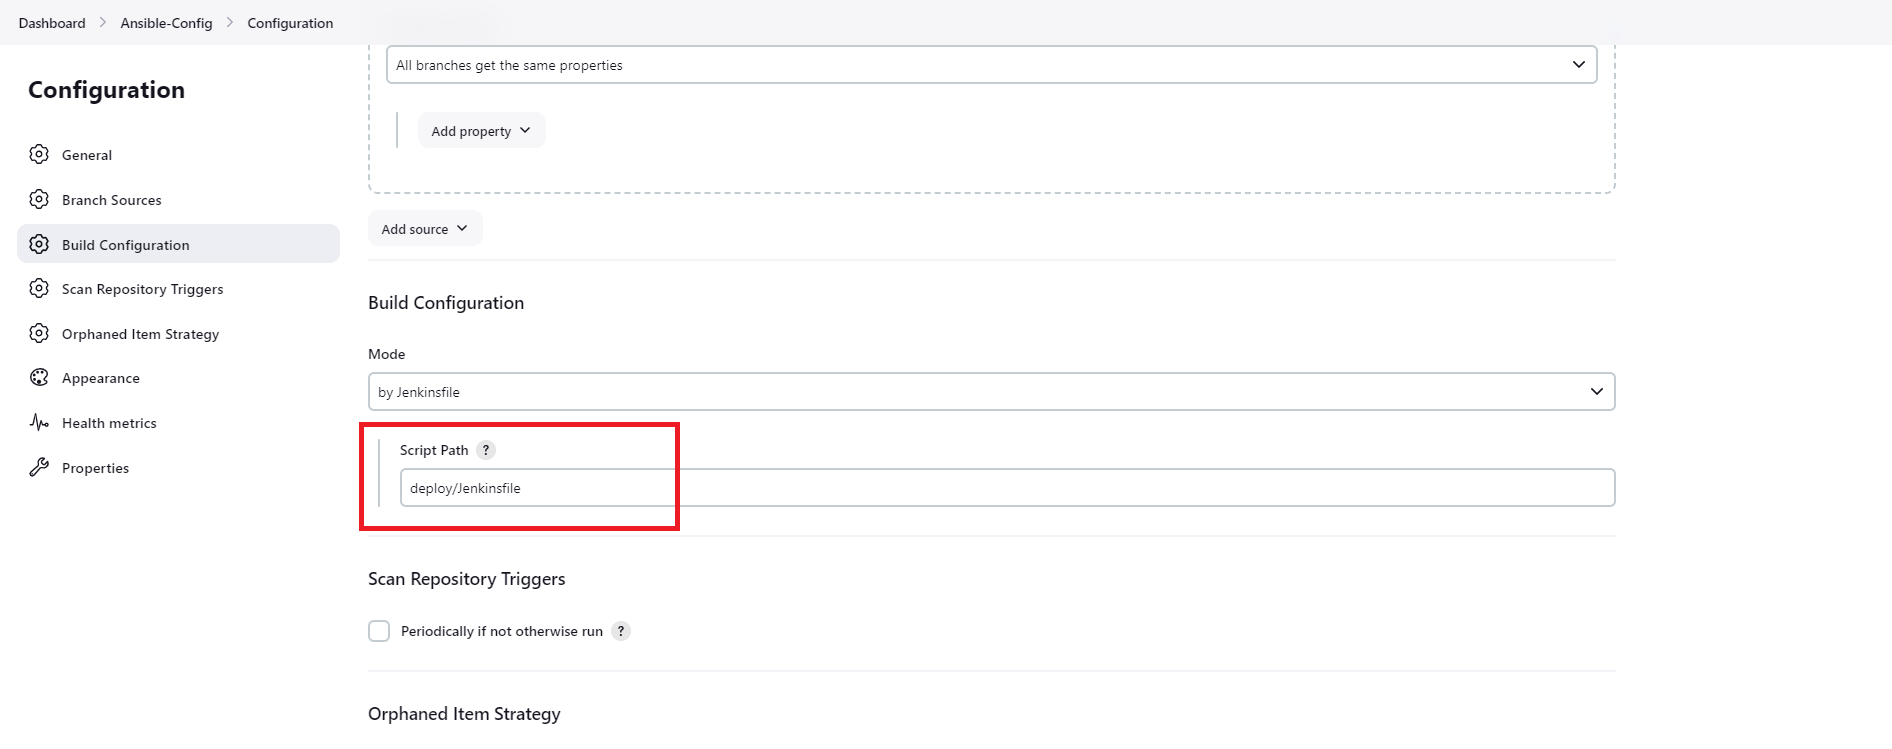 Dashboard > Ansible-Config > Configuration
Configuration
General
Branch Sources
Build Configuration
Scan Repository Triggers
Orphaned Item Strategy
Appearance
Health metrics
Properties
All branches get the same properties
Add property
Add source
Build Configuration
Mode
by Jenkinsfile
Script Path ?
deploy/Jenkinsfile
Scan Repository Triggers
Periodically if not otherwise run ?
Orphaned Item Strategy